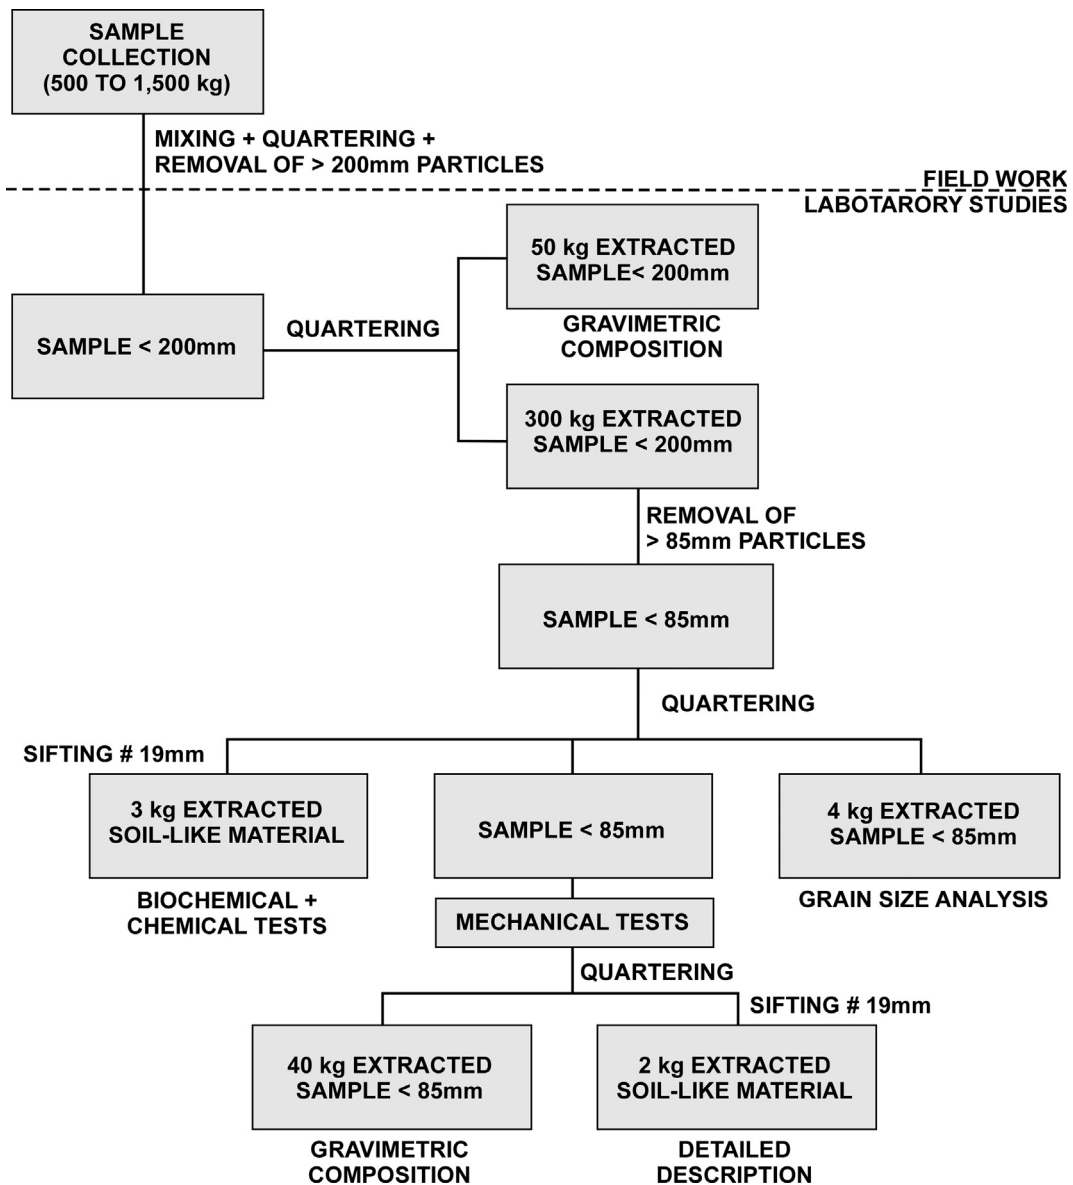 SAMPLE
COLLECTION
(500 TO 1,500 kg)
MIXING + QUARTERING +
REMOVAL OF > 200mm PARTICLES
FIELD WORK
LABOTARORY STUDIES
50 kg EXTRACTED
SAMPLE< 200mm
GRAVIMETRIC
COMPOSITION
SAMPLE < 200mm
QUARTERING
300 kg EXTRACTED
SAMPLE < 200mm
REMOVAL OF
> 85mm PARTICLES
SAMPLE < 85mm
QUARTERING
SIFTING # 19mm
3 kg EXTRACTED
SOIL-LIKE MATERIAL
BIOCHEMICAL +
CHEMICAL TESTS
SAMPLE < 85mm
4 kg EXTRACTED
SAMPLE < 85mm
GRAIN SIZE ANALYSIS
MECHANICAL TESTS
QUARTERING
SIFTING # 19mm
40 kg EXTRACTED
SAMPLE < 85mm
GRAVIMETRIC
COMPOSITION
2 kg EXTRACTED
SOIL-LIKE MATERIAL
DETAILED
DESCRIPTION